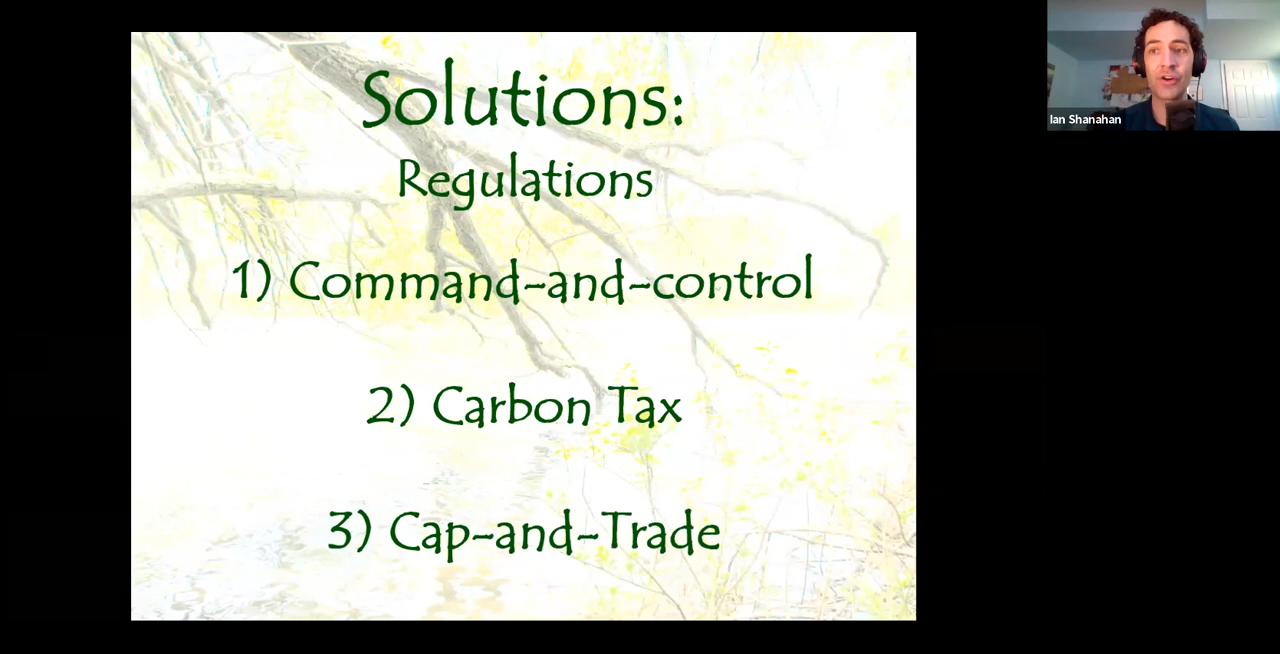 Solutions:
Regulations
1) Command-and-control
2) Carbon Tax
3) Cap-and-Trade
Ian Shanahan